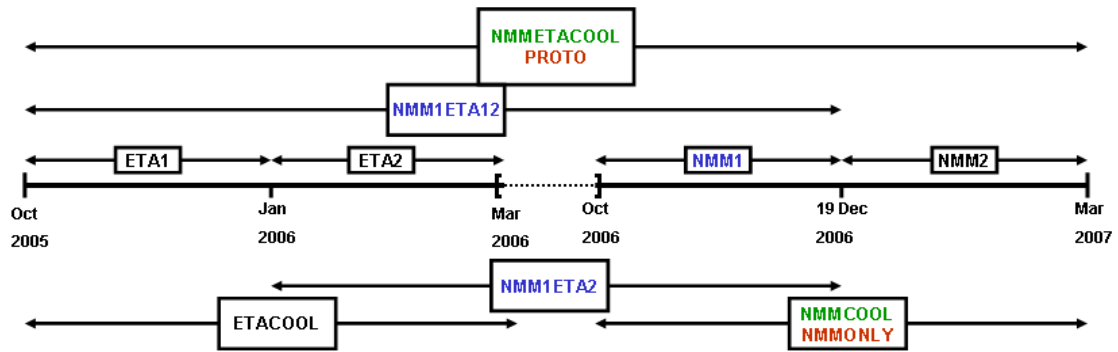 NMMETACOOL
PROTO
NMM1ETA12
ETA1
ETA2
NMM1
NMM2
Oct
2005
Jan
2006
Mar
2006
Oct
2006
19 Dec
2006
Mar
2007
NMM1ETA2
ETACOOL
NMMCOOL
NMMONLY